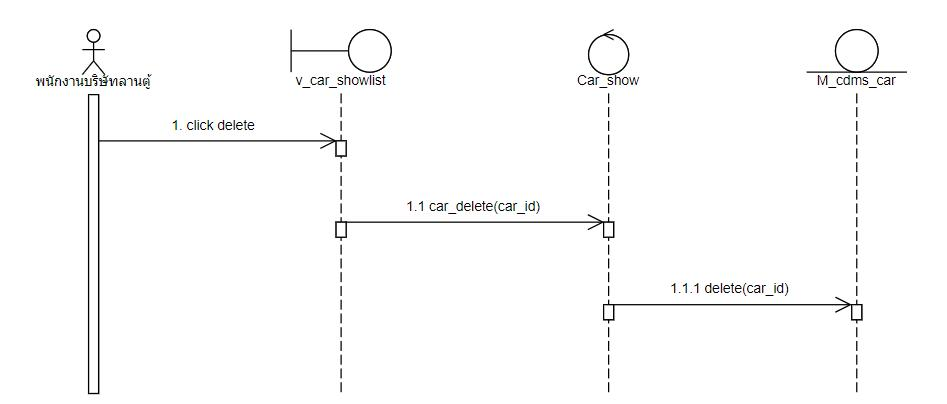 พนักงานบริษัทลานตู้
v_car_showlist
Car_show
M_cdms_car
1. click delete
1.1 car_delete(car_id)
1.1.1 delete(car_id)